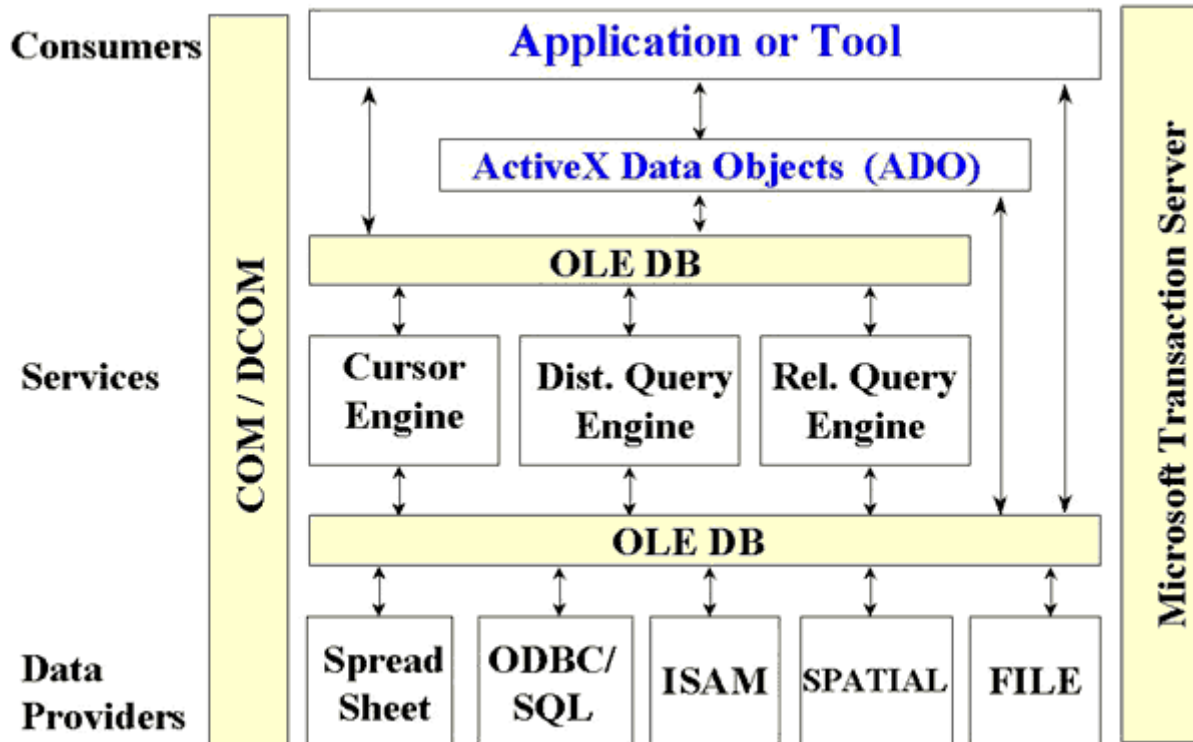 Consumers
Application or Tool
ActiveX Data Objects (ADO)
OLE DB
COM / DCOM
Microsoft Transaction Server
Services
Cursor
Engine
Dist. Query
Engine
Rel. Query
Engine
OLE DB
Data
Providers
Spread
Sheet
ODBC/
SQL
ISAM
SPATIAL
FILE